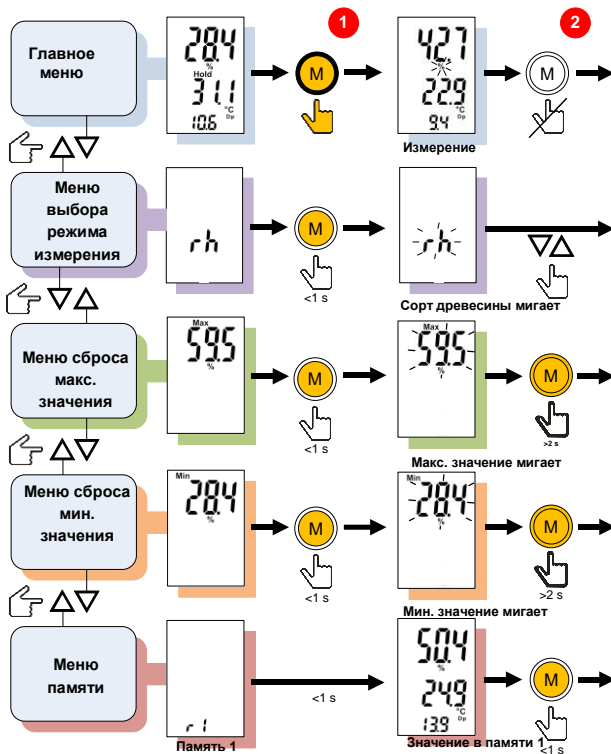 1
2
Главное
меню
28.4
%
Hold
31.1
°C
Dp
10.6
M
42.7
%
22.9
°C
Dp
9.4
M
Измерение
Меню
выбора
режима
измерения
rh
M
<1 s
rh
Сорт древесины мигает
Меню сброса
макс.
значения
Max
59.5
%
M
<1 s
Max
59.5
%
M
>2 s
Макс. значение мигает
Меню сброса
мин.
значения
Min
28.4
%
M
<1 s
Min
28.4
%
M
>2 s
Мин. значение мигает
Меню
памяти
r 1
Память 1
<1 s
50.4
%
24.9
°C
Dp
13.9
Значение в памяти 1
M
<1 s